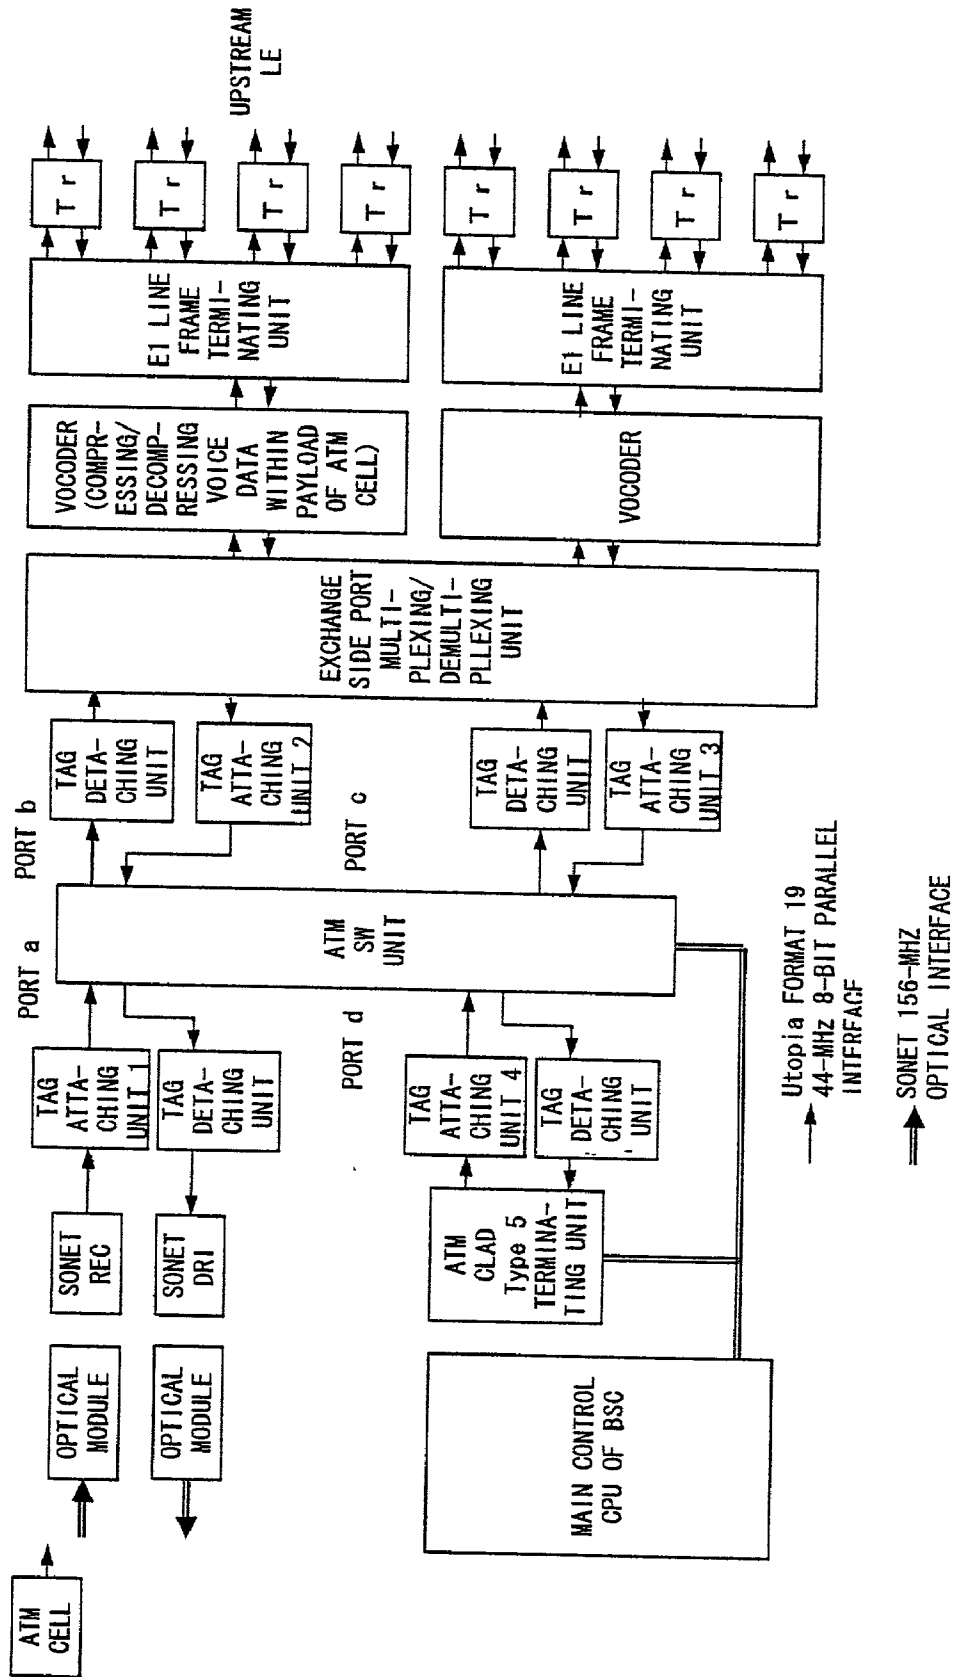 ATM
CELL
OPTICAL
MODULE
OPTICAL
MODULE
SONET
REC
SONET
DRI
TAG
ATTA-
CHING
UNIT 1
TAG
DETA-
CHING
UNIT
PORT a
PORT b
TAG
DETA-
CHING
UNIT
TAG
ATTA-
CHING
UNIT 2
MAIN CONTROL
CPU OF BSC
ATM
CLAD
Type 5
TERMINA-
TING UNIT
TAG
ATTA-
CHING
UNIT 4
TAG
DETA-
CHING
UNIT
PORT d
ATM
SW
UNIT
PORT c
TAG
DETA-
CHING
UNIT
TAG
ATTA-
CHING
UNIT 3
EXCHANGE
SIDE PORT
MULTI-
PLEXING/
DEMULTI-
PLLEXING
UNIT
VOCODER
(COMPR-
ESSING/
DECOMP-
RESSING
VOICE
DATA
WITHIN
PAYLOAD
OF ATM
CELL)
VOCODER
E1 LINE
FRAME
TERMI-
NATING
UNIT
E1 LINE
FRAME
TERMI-
NATING
UNIT
Tr
Tr
Tr
Tr
Tr
Tr
Tr
Tr
UPSTREAM
LE
Utopia FORMAT 19
44-MHz 8-BIT PARALLEL
INTFRACF
SONET 156-MHZ
OPTICAL INTERFACE